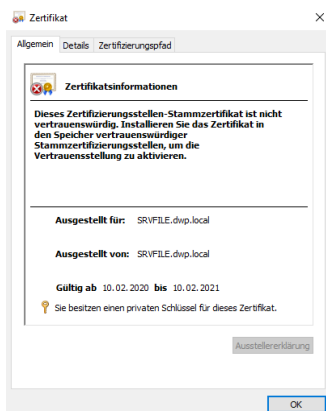 Zertifikat
Allgemein Details Zertifizierungspfad
Zertifikatsinformationen
Dieses Zertifizierungsstellen-Stammzertifikat ist nicht
vertrauenswürdig. Installieren Sie das Zertifikat in
den Speicher vertrauenswürdiger
Stammzertifizierungsstellen, um die
Vertrauensstellung zu aktivieren.
Ausgestellt für: SRVFILE.dwp.local
Ausgestellt von: SRVFILE.dwp.local
Gültig ab 10.02.2020 bis 10.02.2021
Sie besitzen einen privaten Schlüssel für dieses Zertifikat.
Ausstellererklärung
OK